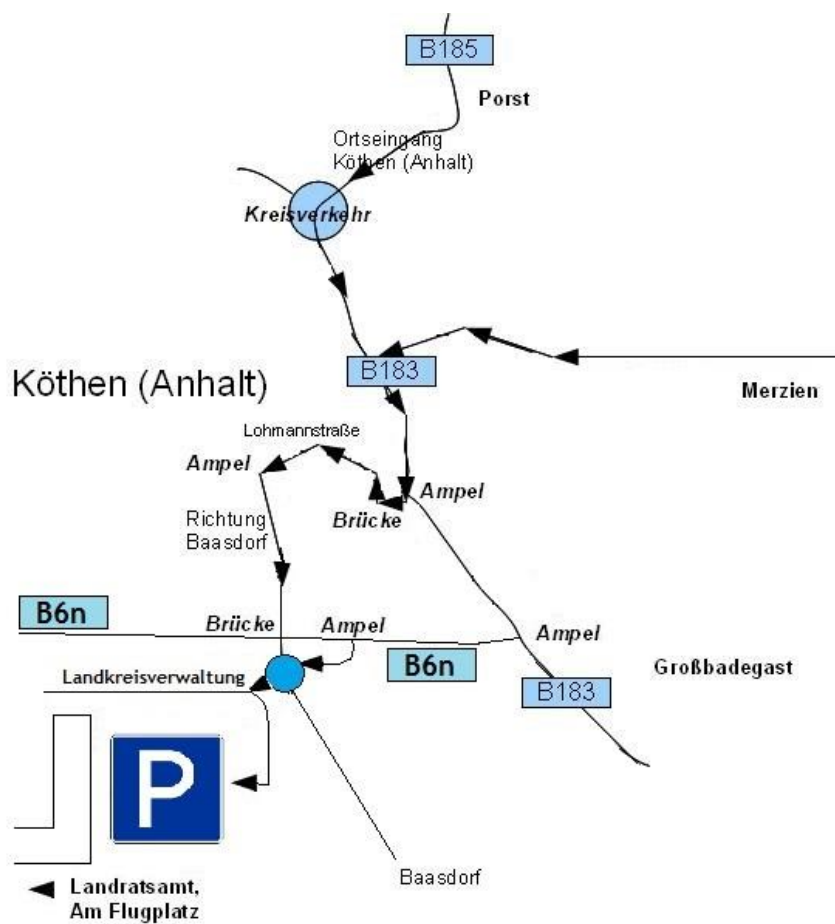 B185
Porst
Ortseingang
Köthen (Anhalt)
Kreisverkehr
B183
Köthen (Anhalt)
Merzien
Lohmannstraße
Ampel
Ampel
Brücke
Richtung
Baasdorf
B6n
Brücke
Ampel
Ampel
B6n
Großbadegast
Landkreisverwaltung
B183
P
Baasdorf
Landratsamt,
Am Flugplatz